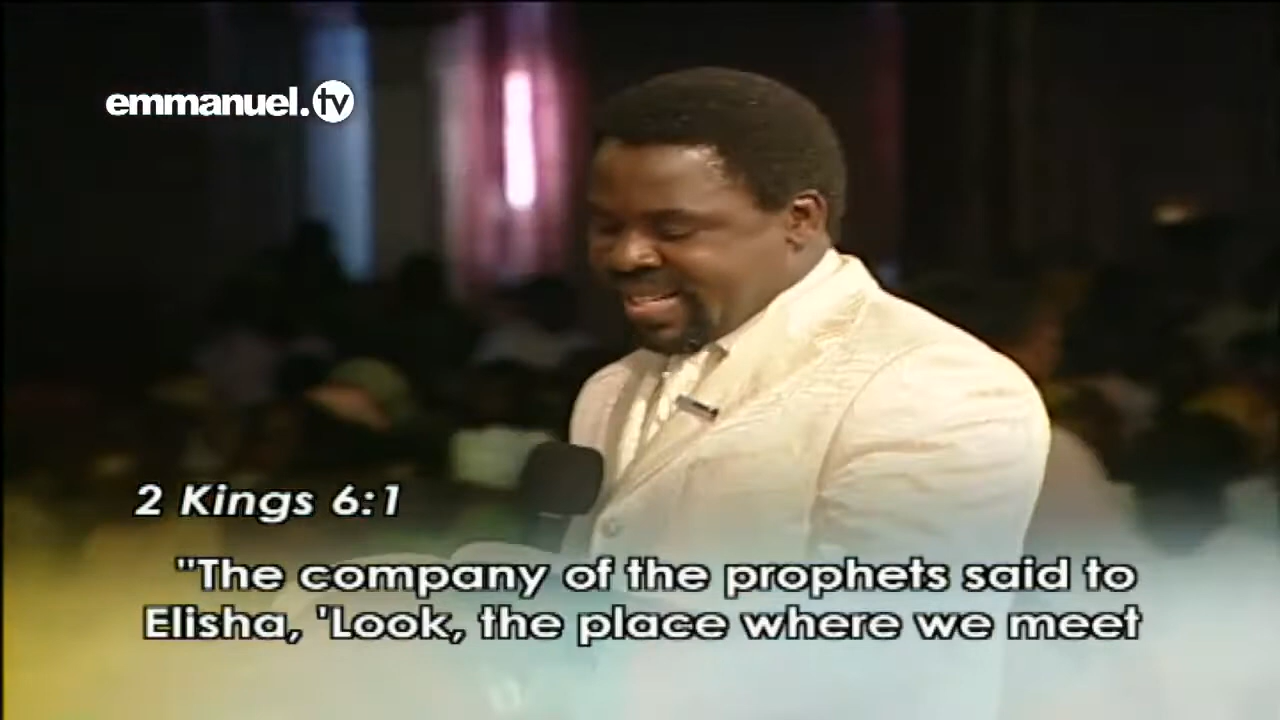 emmanuel.tv
2 Kings 6:1
"The company of the prophets said to
Elisha, 'Look, the place where we meet